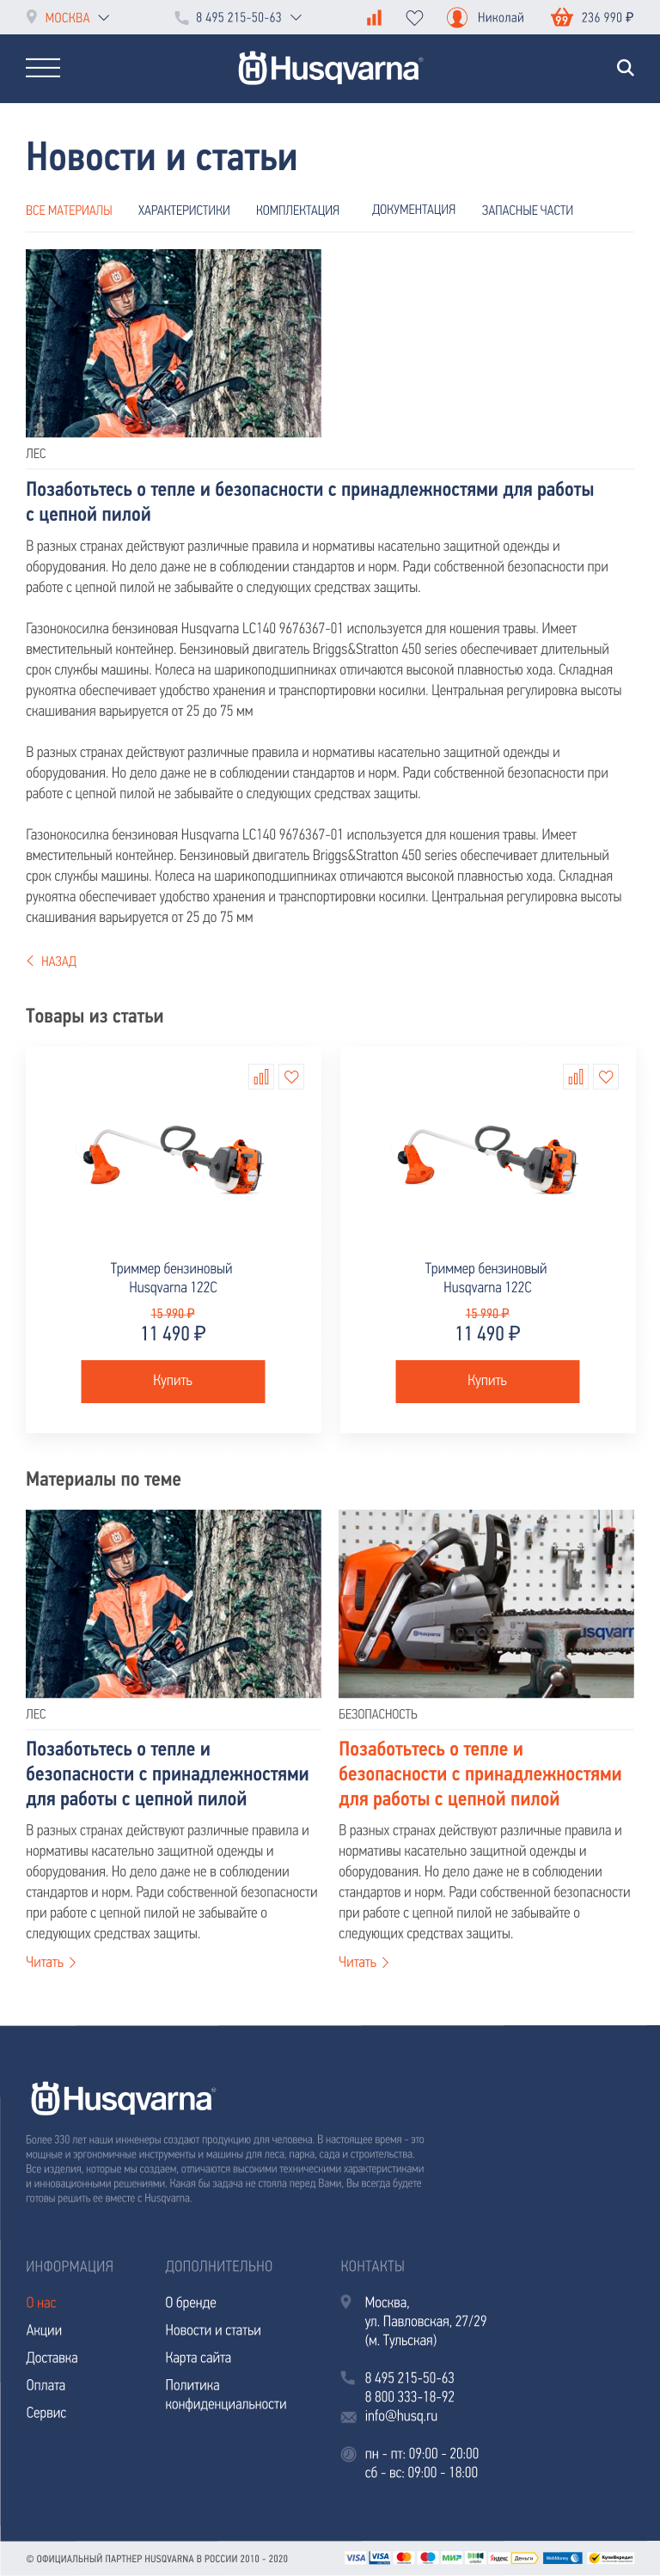 МОСКВА
8 495 215-50-63
Николай
99
236 990 ₽
Husqvarna
Новости и статьи
ВСЕ МАТЕРИАЛЫ
ХАРАКТЕРИСТИКИ
КОМПЛЕКТАЦИЯ
ДОКУМЕНТАЦИЯ
ЗАПАСНЫЕ ЧАСТИ
ЛЕС
Позаботьтесь о тепле и безопасности с принадлежностями для работы
с цепной пилой
В разных странах действуют различные правила и нормативы касательно защитной одежды и
оборудования. Но дело даже не в соблюдении стандартов и норм. Ради собственной безопасности при
работе с цепной пилой не забывайте о следующих средствах защиты.
Газонокосилка бензиновая Husqvarna LC140 9676367-01 используется для кошения травы. Имеет
вместительный контейнер. Бензиновый двигатель Briggs&Stratton 450 series обеспечивает длительный
срок службы машины. Колеса на шарикоподшипниках отличаются высокой плавностью хода. Складная
рукоятка обеспечивает удобство хранения и транспортировки косилки. Центральная регулировка высоты
скашивания варьируется от 25 до 75 мм
В разных странах действуют различные правила и нормативы касательно защитной одежды и
оборудования. Но дело даже не в соблюдении стандартов и норм. Ради собственной безопасности при
работе с цепной пилой не забывайте о следующих средствах защиты.
Газонокосилка бензиновая Husqvarna LC140 9676367-01 используется для кошения травы. Имеет
вместительный контейнер. Бензиновый двигатель Briggs&Stratton 450 series обеспечивает длительный
срок службы машины. Колеса на шарикоподшипниках отличаются высокой плавностью хода. Складная
рукоятка обеспечивает удобство хранения и транспортировки косилки. Центральная регулировка высоты
скашивания варьируется от 25 до 75 мм
НАЗАД
Товары из статьи
Триммер бензиновый
Husqvarna 122C
15 990 ₽
11 490 ₽
Купить
Триммер бензиновый
Husqvarna 122C
15 990 ₽
11 490 ₽
Купить
Материалы по теме
ЛЕС
Позаботьтесь о тепле и
безопасности с принадлежностями
для работы с цепной пилой
В разных странах действуют различные правила и
нормативы касательно защитной одежды и
оборудования. Но дело даже не в соблюдении
стандартов и норм. Ради собственной безопасности
при работе с цепной пилой не забывайте о
следующих средствах защиты.
Читать
Husqvarna
usqvarn
БЕЗОПАСНОСТЬ
Позаботьтесь о тепле и
безопасности с принадлежностями
для работы с цепной пилой
В разных странах действуют различные правила и
нормативы касательно защитной одежды и
оборудования. Но дело даже не в соблюдении
стандартов и норм. Ради собственной безопасности
при работе с цепной пилой не забывайте о
следующих средствах защиты.
Читать
Husqvarna
Более 330 лет наши инженеры создают продукцию для человека. В настоящее время - это
мощные и эргономичные инструменты и машины для леса, парка, сада и строительства.
Все изделия, которые мы создаем, отличаются высокими техническими характеристиками
и инновационными решениями. Какая бы задача не стояла перед Вами, Вы всегда будете
готовы решить ее вместе с Husqvarna.
ИНФОРМАЦИЯ
О нас
Акции
Доставка
Оплата
Сервис
ДОПОЛНИТЕЛЬНО
О бренде
Новости и статьи
Карта сайта
Политика
конфиденциальности
КОНТАКТЫ
Москва,
ул. Павловская, 27/29
(м. Тульская)
8 495 215-50-63
8 800 333-18-92
info@husq.ru
пн - пт: 09:00 - 20:00
сб - вс: 09:00 - 18:00
© ОФИЦИАЛЬНЫЙ ПАРТНЕР HUSQVARNA В РОССИИ 2010 - 2020
VISA VISA МИР Яндекс Деньги WebMoney КупиВкредит